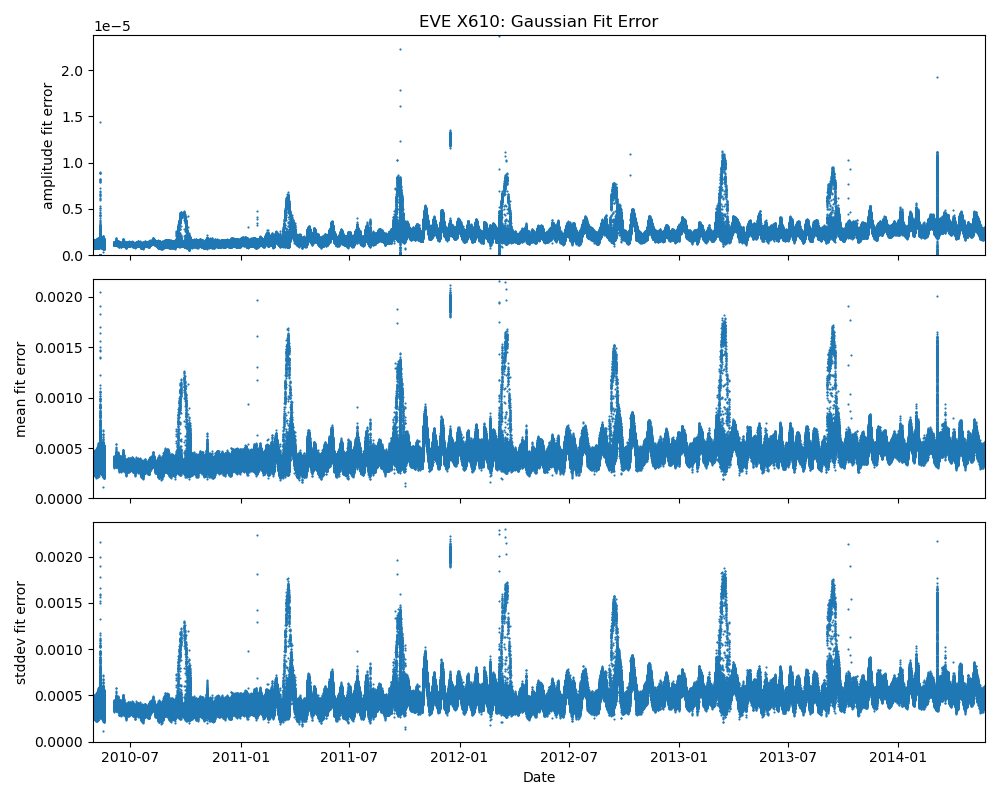 EVE X610: Gaussian Fit Error
1e−5
2.0
1.5
1.0
0.5
0.0
amplitude fit error
0.0020
0.0015
0.0010
0.0005
0.0000
mean fit error
0.0020
0.0015
0.0010
0.0005
0.0000
stddev fit error
2010-07 2011-01 2011-07 2012-01 2012-07 2013-01 2013-07 2014-01
Date